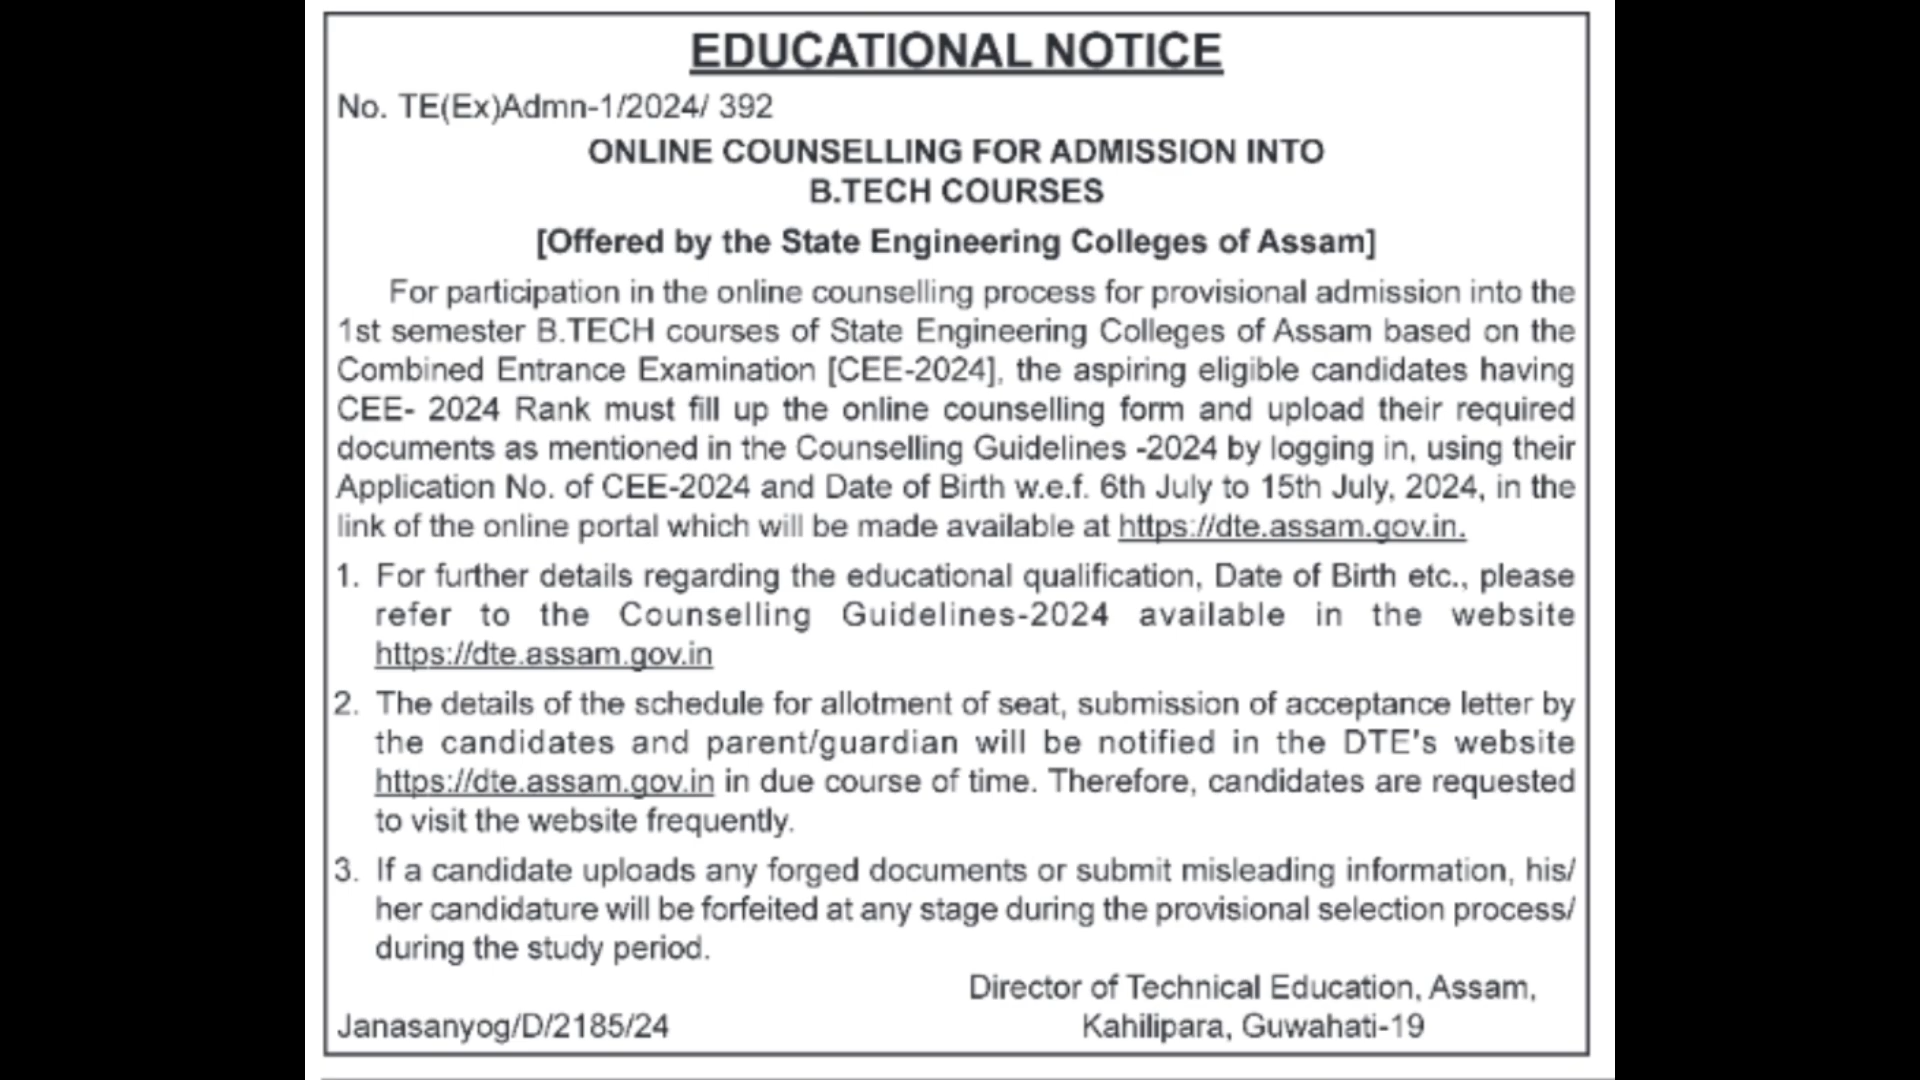 EDUCATIONAL NOTICE
No. TE(Ex)Admn-1/2024/ 392
ONLINE COUNSELLING FOR ADMISSION INTO
B.TECH COURSES
[Offered by the State Engineering Colleges of Assam]
For participation in the online counselling process for provisional admission into the
1st semester B.TECH courses of State Engineering Colleges of Assam based on the
Combined Entrance Examination [CEE-2024], the aspiring eligible candidates having
CEE- 2024 Rank must fill up the online counselling form and upload their required
documents as mentioned in the Counselling Guidelines -2024 by logging in, using their
Application No. of CEE-2024 and Date of Birth w.e.f. 6th July to 15th July, 2024, in the
link of the online portal which will be made available at https://dte.assam.gov.in.
1. For further details regarding the educational qualification, Date of Birth etc., please
refer to the Counselling Guidelines-2024 available in the website
https://dte.assam.gov.in
2. The details of the schedule for allotment of seat, submission of acceptance letter by
the candidates and parent/guardian will be notified in the DTE's website
https://dte.assam.gov.in in due course of time. Therefore, candidates are requested
to visit the website frequently.
3. If a candidate uploads any forged documents or submit misleading information, his/
her candidature will be forfeited at any stage during the provisional selection process/
during the study period.
Director of Technical Education, Assam,
Janasanyog/D/2185/24 Kahilipara, Guwahati-19